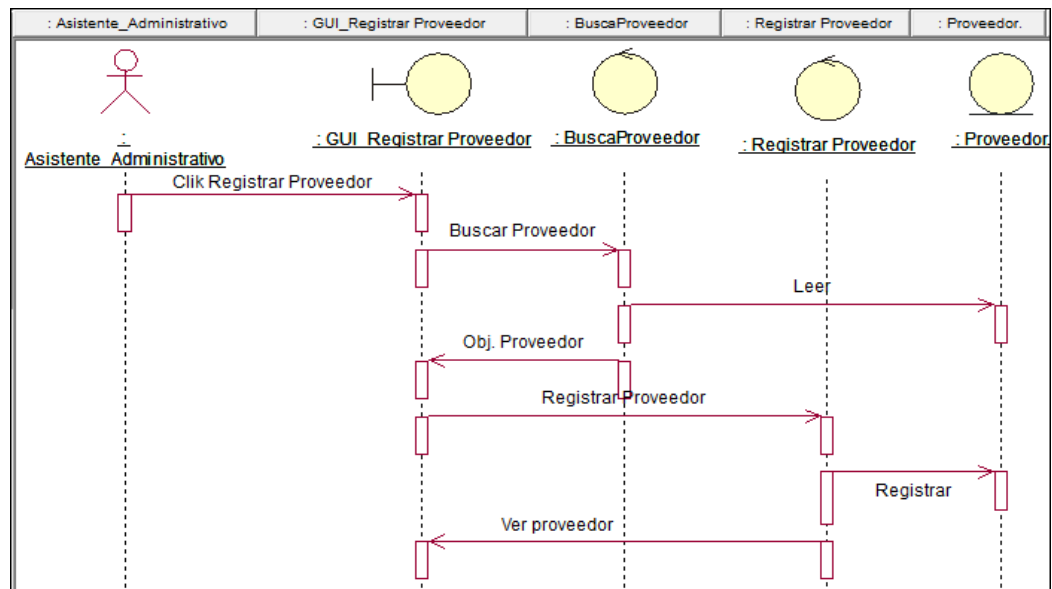 : Asistente_Administrativo
: GUI_Registrar Proveedor
: BuscaProveedor
: Registrar Proveedor
: Proveedor.
:
Asistente_Administrativo
: GUI_Registrar Proveedor
: BuscaProveedor
: Registrar Proveedor
: Proveedor.
Clik Registrar Proveedor
Buscar Proveedor
Leer
Obj. Proveedor
Registrar Proveedor
Registrar
Ver proveedor